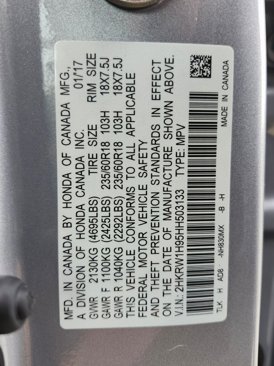 MFD. IN CANADA BY HONDA OF CANADA MFG.,
A DIVISION OF HONDA CANADA INC. 01/17
GVWR 2130KG (4695LBS) TIRE SIZE RIM SIZE
GAWR F 1100KG (2425LBS) 235/60R18 103H 18X7.5J
GAWR R 1040KG (2292LBS) 235/60R18 103H 18X7.5J
THIS VEHICLE CONFORMS TO ALL APPLICABLE
FEDERAL MOTOR VEHICLE SAFETY
AND THEFT PREVENTION STANDARDS IN EFFECT
ON THE DATE OF MANUFACTURE SHOWN ABOVE.
V.I.N.: 2HKRW1H95HH503133 TYPE: MPV
TLK H AD8 -NH830MX -B -H
MADE IN CANADA